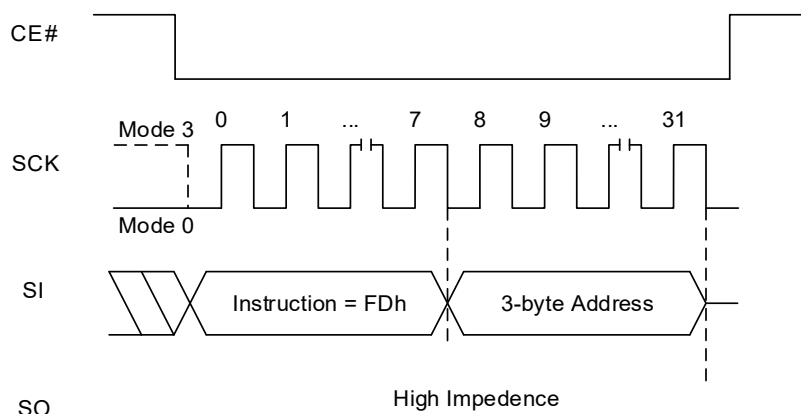 CE#
0 1 ... 7 8 9 ... 31
Mode 3
SCK
Mode 0
SI
Instruction = FDh
3-byte Address
High Impedence
SO